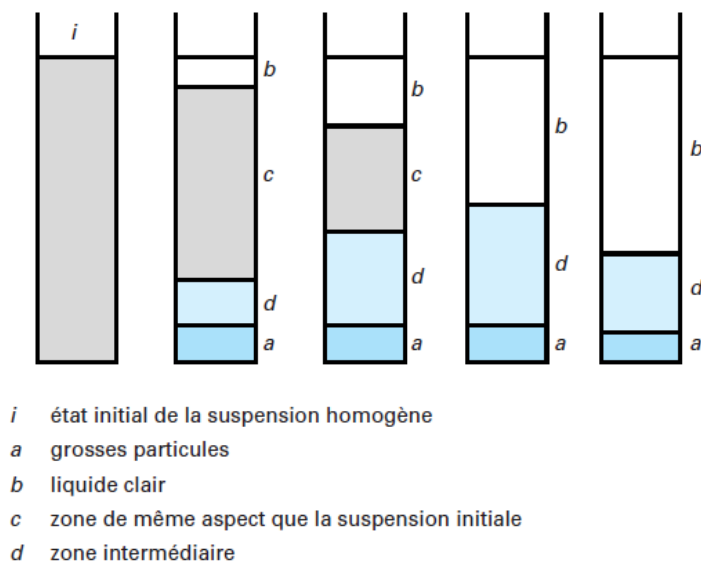 i
b
c
d
a
b
c
d
a
b
d
a
b
d
a
i état initial de la suspension homogène
a grosses particules
b liquide clair
c zone de même aspect que la suspension initiale
d zone intermédiaire